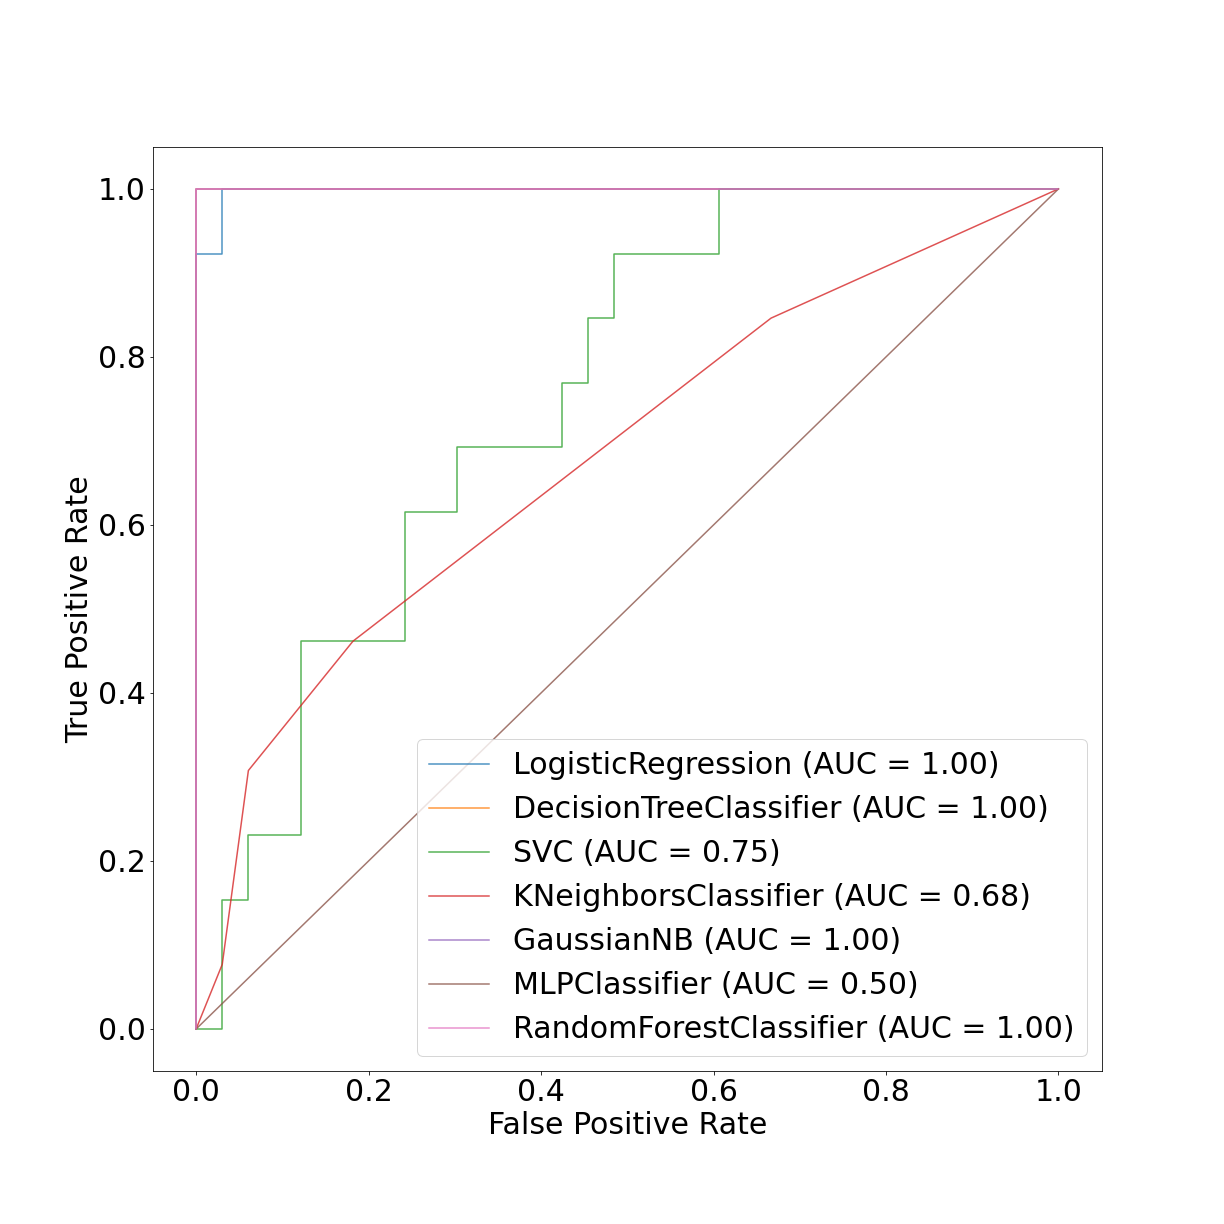 1.0
0.8
0.6
0.4
0.2
0.0
True Positive Rate
LogisticRegression (AUC = 1.00)
DecisionTreeClassifier (AUC = 1.00)
SVC (AUC = 0.75)
KNeighborsClassifier (AUC = 0.68)
GaussianNB (AUC = 1.00)
MLPClassifier (AUC = 0.50)
RandomForestClassifier (AUC = 1.00)
0.0 0.2 0.4 0.6 0.8 1.0
False Positive Rate